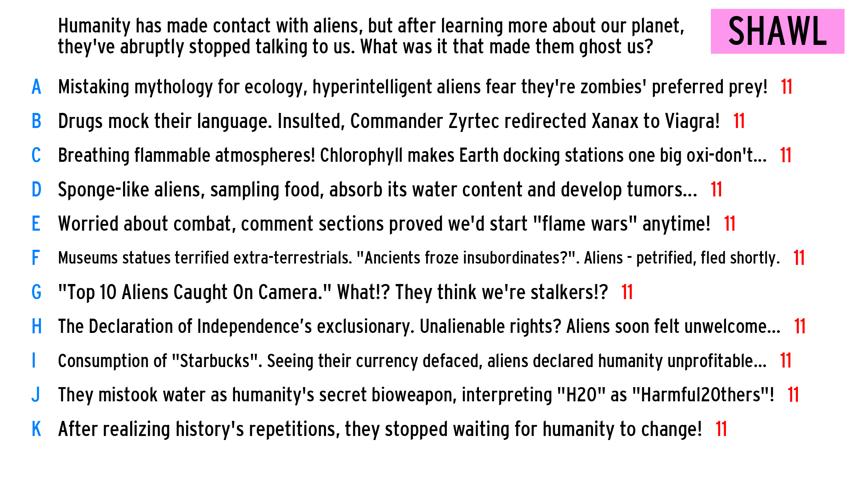 Humanity has made contact with aliens, but after learning more about our planet,
they've abruptly stopped talking to us. What was it that made them ghost us?
SHAWL
A Mistaking mythology for ecology, hyperintelligent aliens fear they're zombies' preferred prey! 11
B Drugs mock their language. Insulted, Commander Zyrtec redirected Xanax to Viagra! 11
C Breathing flammable atmospheres! Chlorophyll makes Earth docking stations one big oxi-don't... 11
D Sponge-like aliens, sampling food, absorb its water content and develop tumors... 11
E Worried about combat, comment sections proved we'd start "flame wars" anytime! 11
F Museums statues terrified extra-terrestrials. "Ancients froze insubordinates?". Aliens - petrified, fled shortly. 11
G "Top 10 Aliens Caught On Camera." What!? They think we're stalkers!? 11
H The Declaration of Independence's exclusionary. Unalienable rights? Aliens soon felt unwelcome... 11
I Consumption of "Starbucks". Seeing their currency defaced, aliens declared humanity unprofitable... 11
J They mistook water as humanity's secret bioweapon, interpreting "H20" as "Harmful20thers"! 11
K After realizing history's repetitions, they stopped waiting for humanity to change! 11